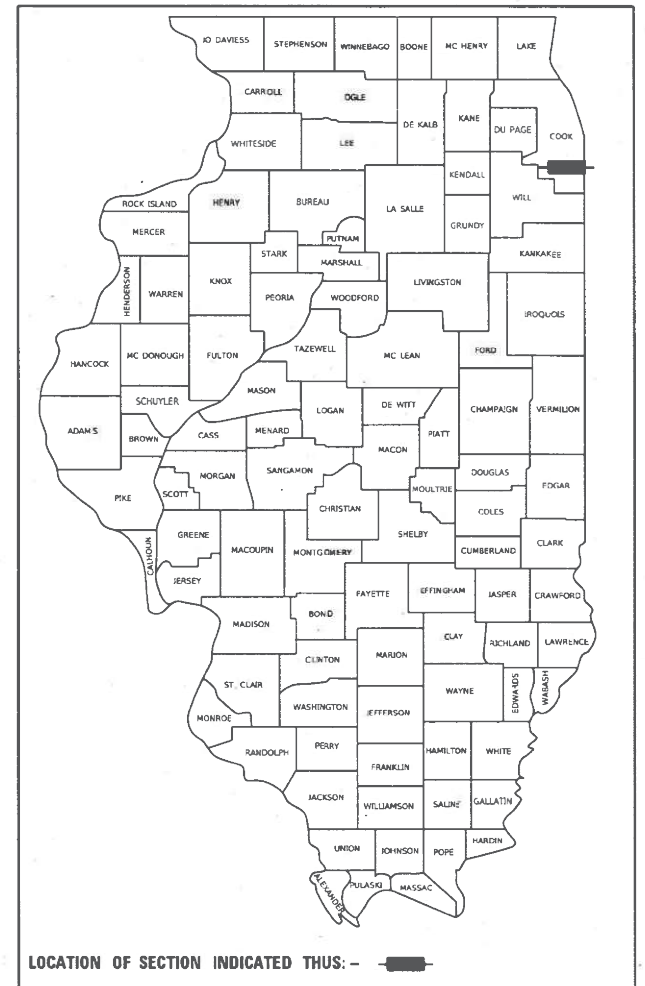 JO DAVIESS STEPHENSON WINNEBAGO BOONE MC HENRY LAKE
CARROLL OGLE
DE KALB KANE DU PAGE COOK
WHITESIDE LEE
KENDALL
ROCK ISLAND HENRY BUREAU LA SALLE WILL
MERCER PUTNAM GRUNDY
STARK MARSHALL KANKAKEE
HENDERSON WARREN KNOX PEORIA WOODFORD LIVINGSTON
IROQUOIS
HANCOCK MC DONOUGH FULTON TAZEWELL MC LEAN FORD
MASON
SCHUYLER LOGAN DE WITT CHAMPAIGN VERMILION
ADAMS BROWN CASS MENARD PIATT
MACON
MORGAN SANGAMON DOUGLAS
PIKE SCOTT MOULTRIE EDGAR
CHRISTIAN COLES
GREENE SHELBY
CALHOUN MACOUPIN MONTGOMERY CUMBERLAND CLARK
JERSEY FAYETTE EFFINGHAM JASPER CRAWFORD
MADISON BOND
CLAY RICHLAND LAWRENCE
CLINTON MARION
ST. CLAIR WAYNE EDWARDS WABASH
MONROE WASHINGTON JEFFERSON
RANDOLPH PERRY HAMILTON WHITE
FRANKLIN
JACKSON WILLIAMSON SALINE GALLATIN
HARDIN
UNION JOHNSON POPE
ALEXANDER PULASKI MASSAC
LOCATION OF SECTION INDICATED THUS: -